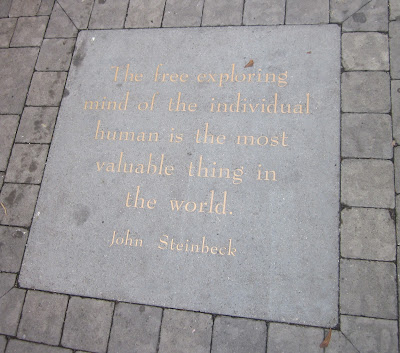 The free exploring
mind of the individual
human is the most
valuable thing in
the world.
John Steinbeck